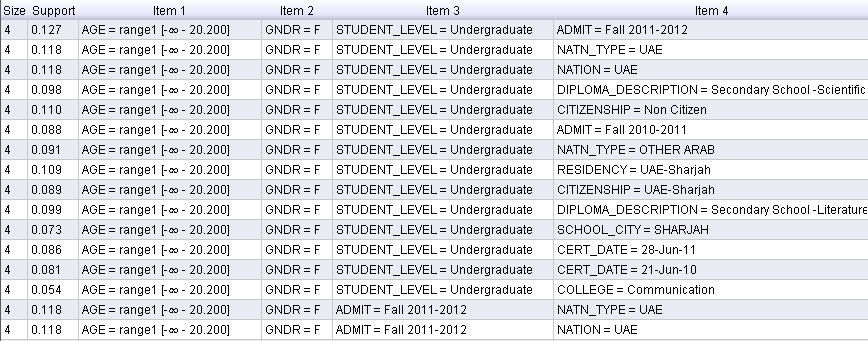 Size Support Item 1 Item 2 Item 3 Item 4
4 0.127 AGE = range1 [-∞ - 20.200] GNDR = F STUDENT_LEVEL = Undergraduate ADMIT = Fall 2011-2012
4 0.118 AGE = range1 [-∞ - 20.200] GNDR = F STUDENT_LEVEL = Undergraduate NATN_TYPE = UAE
4 0.118 AGE = range1 [-∞ - 20.200] GNDR = F STUDENT_LEVEL = Undergraduate NATION = UAE
4 0.098 AGE = range1 [-∞ - 20.200] GNDR = F STUDENT_LEVEL = Undergraduate DIPLOMA_DESCRIPTION = Secondary School -Scientific
4 0.110 AGE = range1 [-∞ - 20.200] GNDR = F STUDENT_LEVEL = Undergraduate CITIZENSHIP = Non Citizen
4 0.088 AGE = range1 [-∞ - 20.200] GNDR = F STUDENT_LEVEL = Undergraduate ADMIT = Fall 2010-2011
4 0.091 AGE = range1 [-∞ - 20.200] GNDR = F STUDENT_LEVEL = Undergraduate NATN_TYPE = OTHER ARAB
4 0.109 AGE = range1 [-∞ - 20.200] GNDR = F STUDENT_LEVEL = Undergraduate RESIDENCY = UAE-Sharjah
4 0.089 AGE = range1 [-∞ - 20.200] GNDR = F STUDENT_LEVEL = Undergraduate CITIZENSHIP = UAE-Sharjah
4 0.099 AGE = range1 [-∞ - 20.200] GNDR = F STUDENT_LEVEL = Undergraduate DIPLOMA_DESCRIPTION = Secondary School -Literature
4 0.073 AGE = range1 [-∞ - 20.200] GNDR = F STUDENT_LEVEL = Undergraduate SCHOOL_CITY = SHARJAH
4 0.086 AGE = range1 [-∞ - 20.200] GNDR = F STUDENT_LEVEL = Undergraduate CERT_DATE = 28-Jun-11
4 0.081 AGE = range1 [-∞ - 20.200] GNDR = F STUDENT_LEVEL = Undergraduate CERT_DATE = 21-Jun-10
4 0.054 AGE = range1 [-∞ - 20.200] GNDR = F STUDENT_LEVEL = Undergraduate COLLEGE = Communication
4 0.118 AGE = range1 [-∞ - 20.200] GNDR = F ADMIT = Fall 2011-2012 NATN_TYPE = UAE
4 0.118 AGE = range1 [-∞ - 20.200] GNDR = F ADMIT = Fall 2011-2012 NATION = UAE